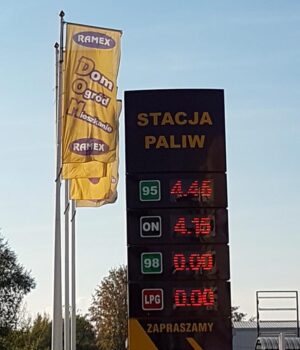 RAMEX
Dom
Ogród
Mieszkanie
RAMEX
STACJA
PALIW
95 4.45
ON 4.15
98 0.00
LPG 0.00
ZAPRASZAMY